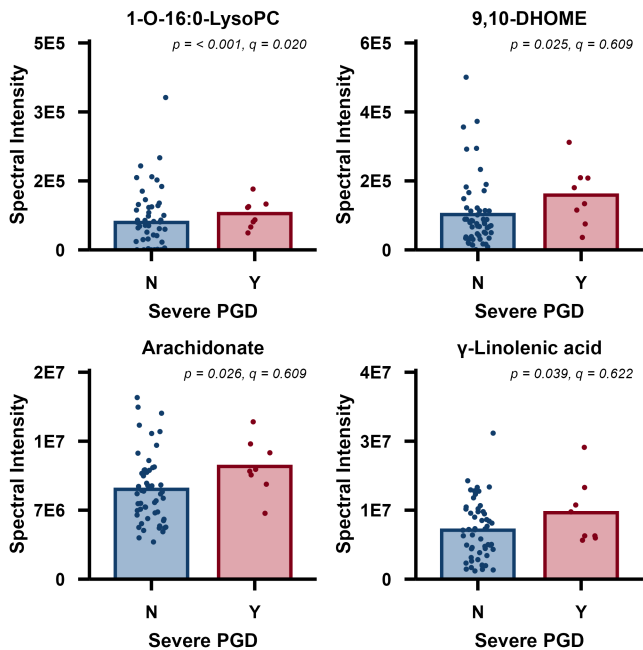 1-O-16:0-LysoPC
p = < 0.001, q = 0.020
5E5
3E5
2E5
0
Spectral Intensity
N Y
Severe PGD
9,10-DHOME
p = 0.025, q = 0.609
6E5
4E5
2E5
0
Spectral Intensity
N Y
Severe PGD
Arachidonate
p = 0.026, q = 0.609
2E7
1E7
7E6
0
Spectral Intensity
N Y
Severe PGD
γ-Linolenic acid
p = 0.039, q = 0.622
4E7
3E7
1E7
0
Spectral Intensity
N Y
Severe PGD